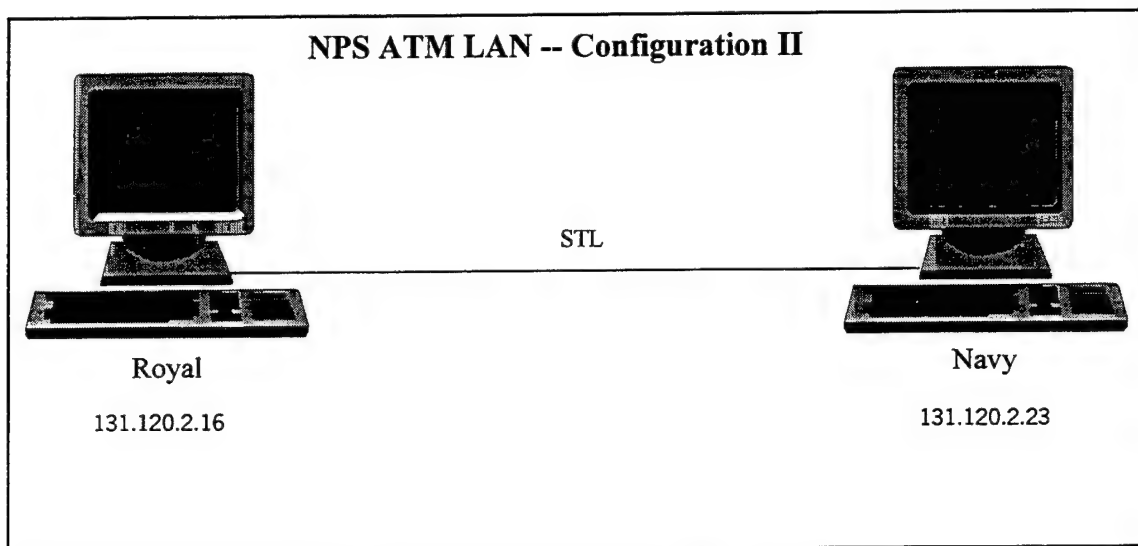 NPS ATM LAN -- Configuration II
STL
Royal
Navy
131.120.2.16
131.120.2.23